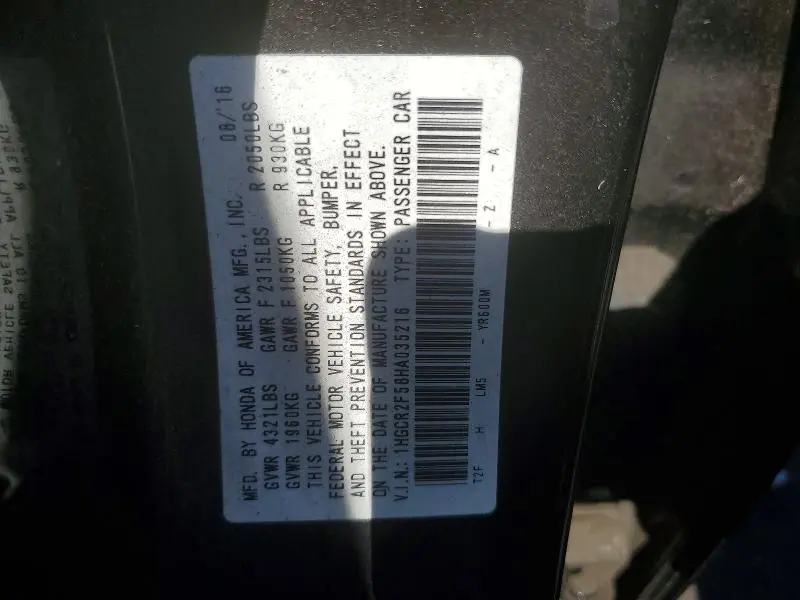 MFD. BY HONDA OF AMERICA MFG., INC. 08/'16
GVWR 4321LBS GAWR F 2315LBS R 2050LBS
GVWR 1960KG GAWR F 1050KG R 930KG
THIS VEHICLE CONFORMS TO ALL APPLICABLE
FEDERAL MOTOR VEHICLE SAFETY, BUMPER,
AND THEFT PREVENTION STANDARDS IN EFFECT
ON THE DATE OF MANUFACTURE SHOWN ABOVE.
V.I.N.: 1HGCR2F58HA035216 TYPE: PASSENGER CAR
T2F H LM5 - YR600M - Z - A